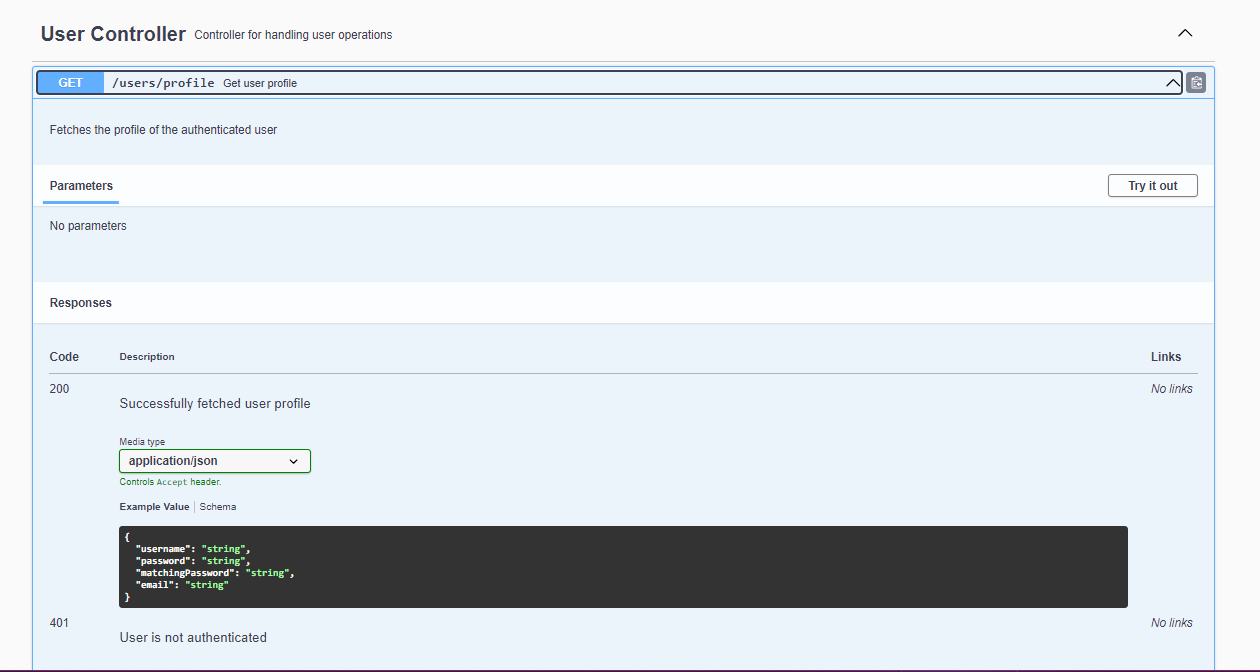 User Controller Controller for handling user operations
GET /users/profile Get user profile
Fetches the profile of the authenticated user
Parameters
Try it out
No parameters
Responses
Code Description Links
200 No links
Successfully fetched user profile
Media type
application/json
Controls Accept header.
Example Value Schema
{
"username": "string",
"password": "string",
"matchingPassword": "string",
"email": "string"
}
401 No links
User is not authenticated